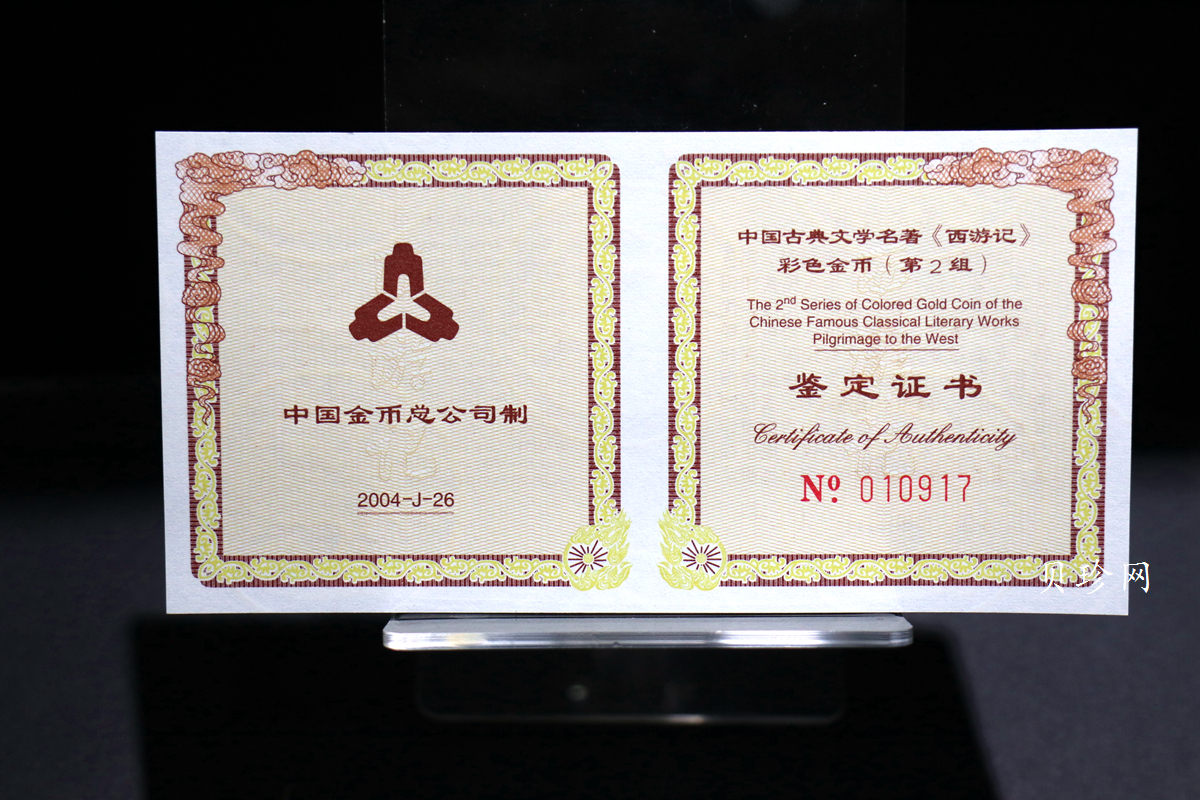 中国金币总公司制
2004-J-26
中国古典文学名著《西游记》
彩色金币（第2组）
The 2nd Series of Colored Gold Coin of the
Chinese Famous Classical Literary Works
Pilgrimage to the West
鉴定证书
Certificate of Authenticity
Nº 010917
贝珍网